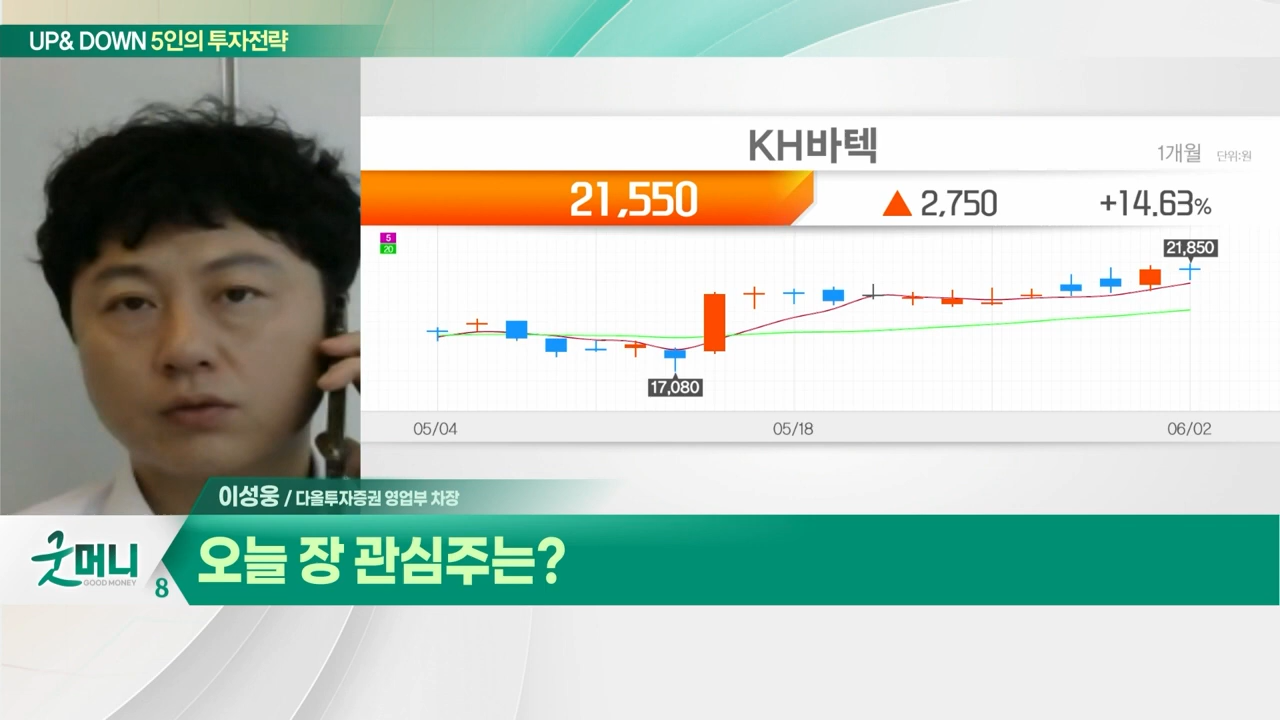 UP& DOWN 5인의 투자전략
KH바텍
1개월 단위:원
21,550
▲ 2,750
+14.63%
5
20
21,850
17,080
05/04
05/18
06/02
이성웅 / 다올투자증권 영업부 차장
굿머니
GOOD MONEY
8
오늘 장 관심주는?